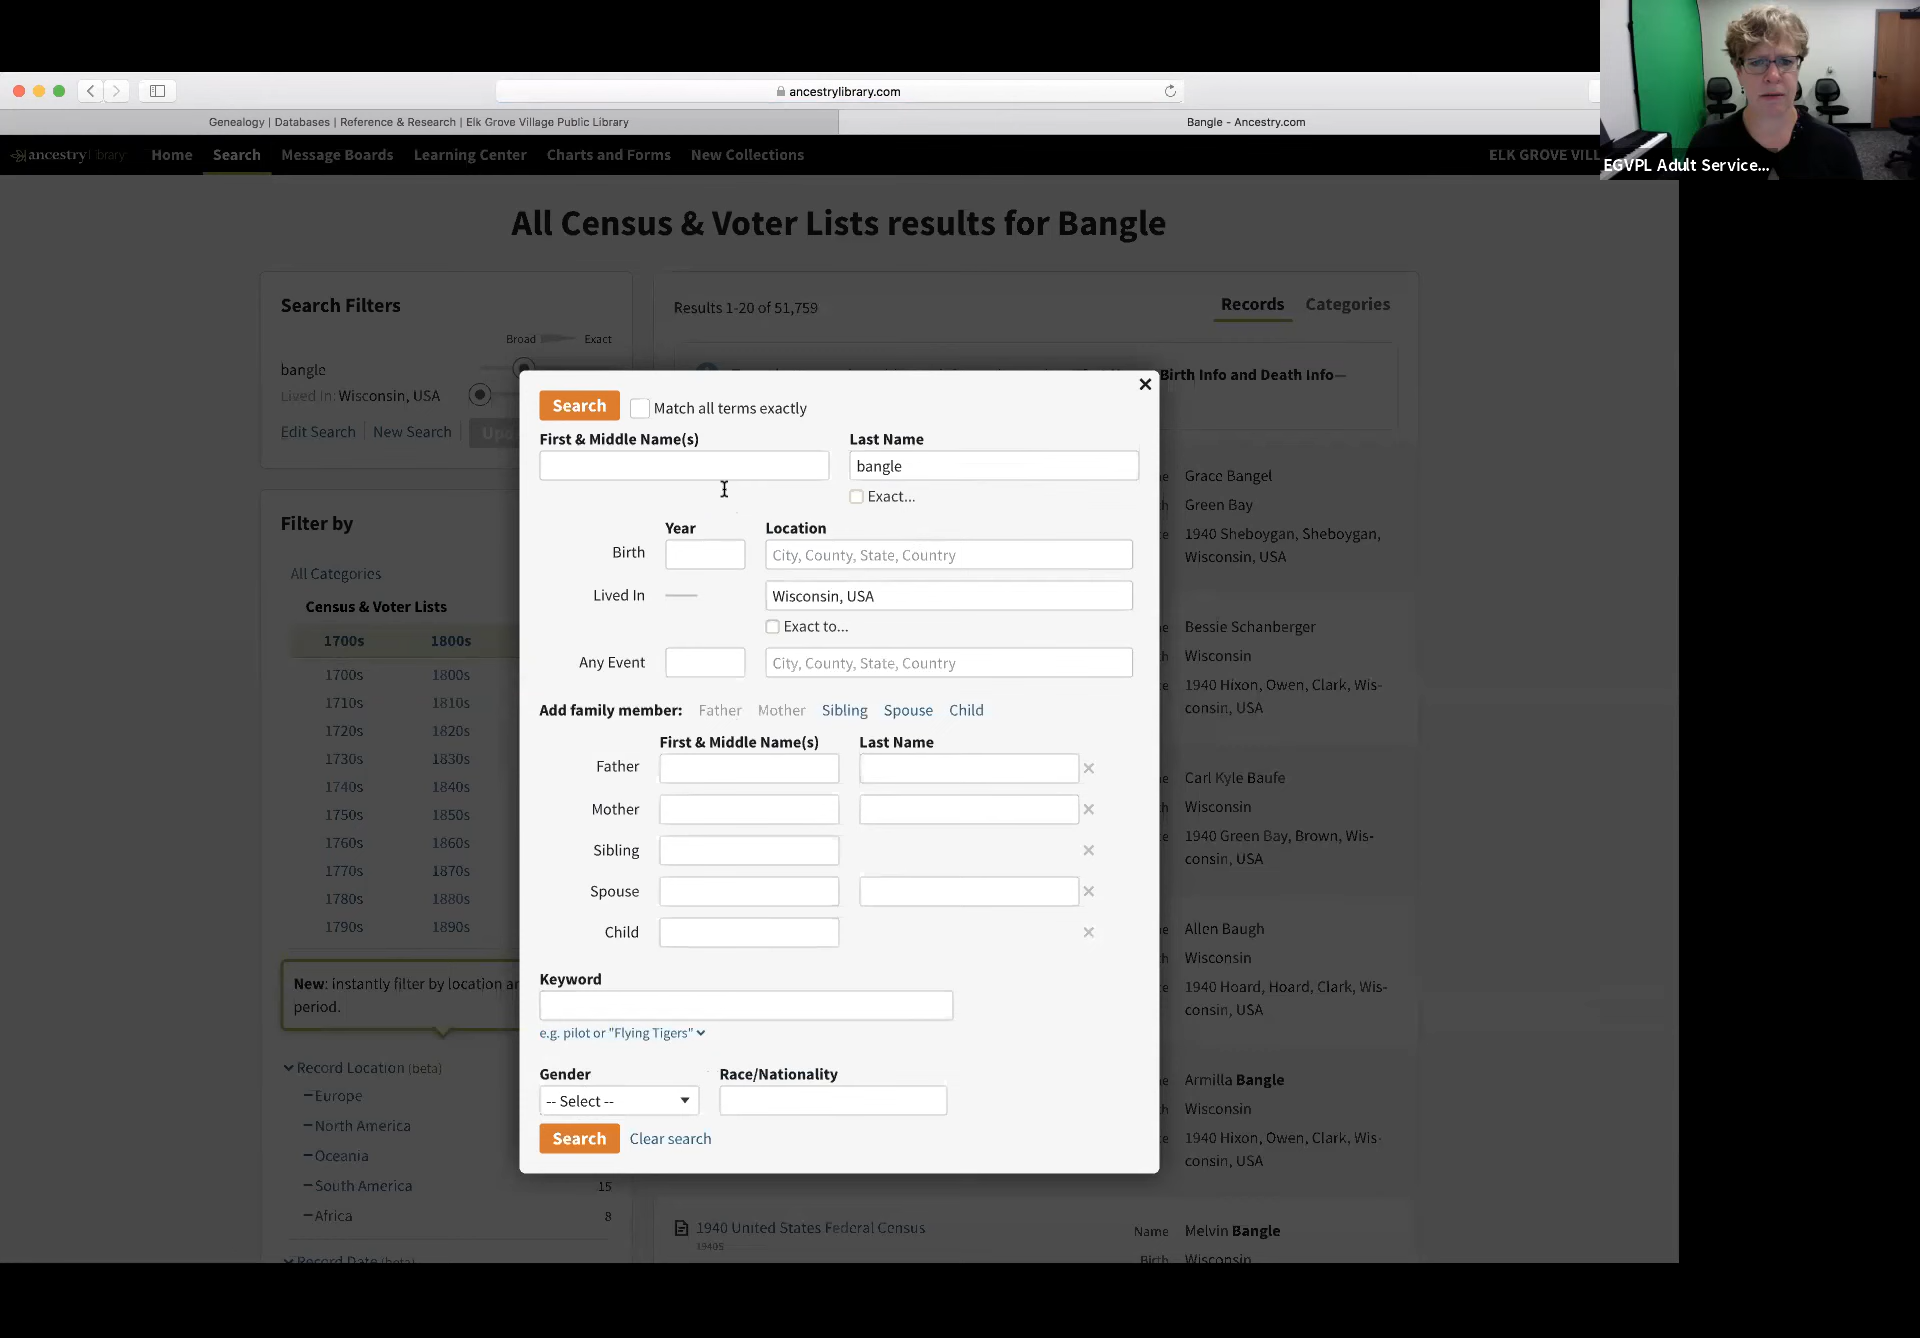 ancestrylibrary.com
Genealogy | Databases | Reference & Research | Elk Grove Village Public Library
Bangle - Ancestry.com
ancestry library
Home
Search
Message Boards
Learning Center
Charts and Forms
New Collections
ELK GROVE VILL
EGVPL Adult Service...
All Census & Voter Lists results for Bangle
Search Filters
Broad
Exact
bangle
Lived In: Wisconsin, USA
Edit Search
New Search
Filter by
All Categories
Census & Voter Lists
1700s 1800s
1700s 1800s
1710s 1810s
1720s 1820s
1730s 1830s
1740s 1840s
1750s 1850s
1760s 1860s
1770s 1870s
1780s 1880s
1790s 1890s
New: instantly filter by location
period.
Record Location (beta)
Europe
North America
Oceania
South America 15
Africa 8
Record Date (beta)
Results 1-20 of 51,759
Records
Categories
Birth Info and Death Info—
Search
Match all terms exactly
First & Middle Name(s)
Last Name
bangle
Exact...
Year
Location
Birth
City, County, State, Country
Lived In
Wisconsin, USA
Exact to...
Any Event
City, County, State, Country
Add family member: Father Mother Sibling Spouse Child
First & Middle Name(s)
Last Name
Father
Mother
Sibling
Spouse
Child
Keyword
e.g. pilot or "Flying Tigers"
Gender
Race/Nationality
-- Select --
Search
Clear search
Grace Bangel
Green Bay
1940 Sheboygan, Sheboygan,
Wisconsin, USA
Bessie Schanberger
Wisconsin
1940 Hixon, Owen, Clark, Wis-
consin, USA
Carl Kyle Baufe
Wisconsin
1940 Green Bay, Brown, Wis-
consin, USA
Allen Baugh
Wisconsin
1940 Hoard, Hoard, Clark, Wis-
consin, USA
Armilla Bangle
Wisconsin
1940 Hixon, Owen, Clark, Wis-
consin, USA
1940 United States Federal Census
1940s
Name Melvin Bangle
Birth Wisconsin